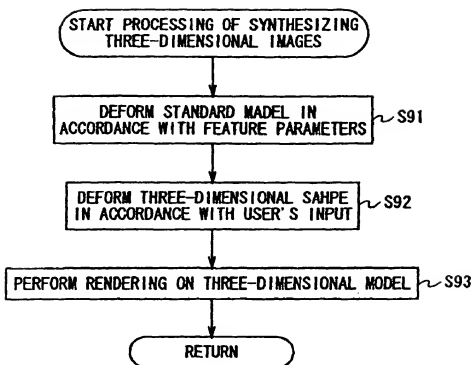 START PROCESSING OF SYNTHESIZING
THREE-DIMENSIONAL IMAGES
DEFORM STANDARD MADEL IN
ACCORDANCE WITH FEATURE PARAMETERS
S91
DEFORM THREE-DIMENSIONAL SAHPE
IN ACCORDANCE WITH USER'S INPUT
S92
PERFORM RENDERING ON THREE-DIMENSIONAL MODEL
S93
RETURN